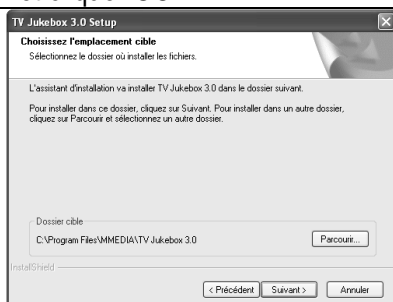 TV Jukebox 3.0 Setup
Choisissez l'emplacement cible
Sélectionnez le dossier où installer les fichiers.
L'assistant d'installation va installer TV Jukebox 3.0 dans le dossier suivant.
Pour installer dans ce dossier, cliquez sur Suivant. Pour installer dans un autre dossier,
cliquez sur Parcourir et sélectionnez un autre dossier.
Dossier cible
C:\Program Files\MMEDIA\TV Jukebox 3.0
Parcourir...
InstallShield
< Précédent Suivant > Annuler